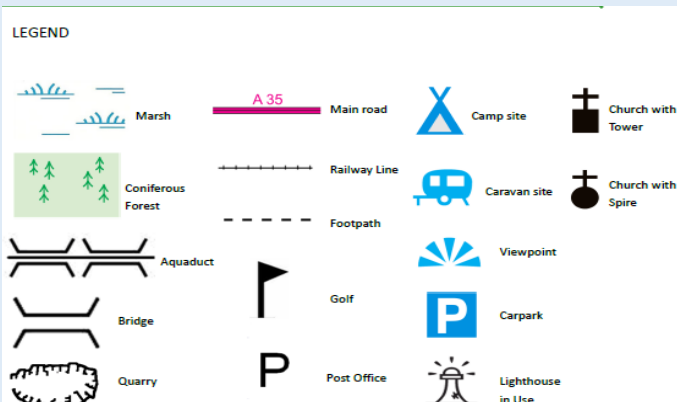 LEGEND
Marsh
Coniferous
Forest
Aquaduct
Bridge
Quarry
A 35
Main road
Railway Line
Footpath
Golf
P
Post Office
Camp site
Caravan site
Viewpoint
P
Carpark
Lighthouse
in Use
Church with
Tower
Church with
Spire